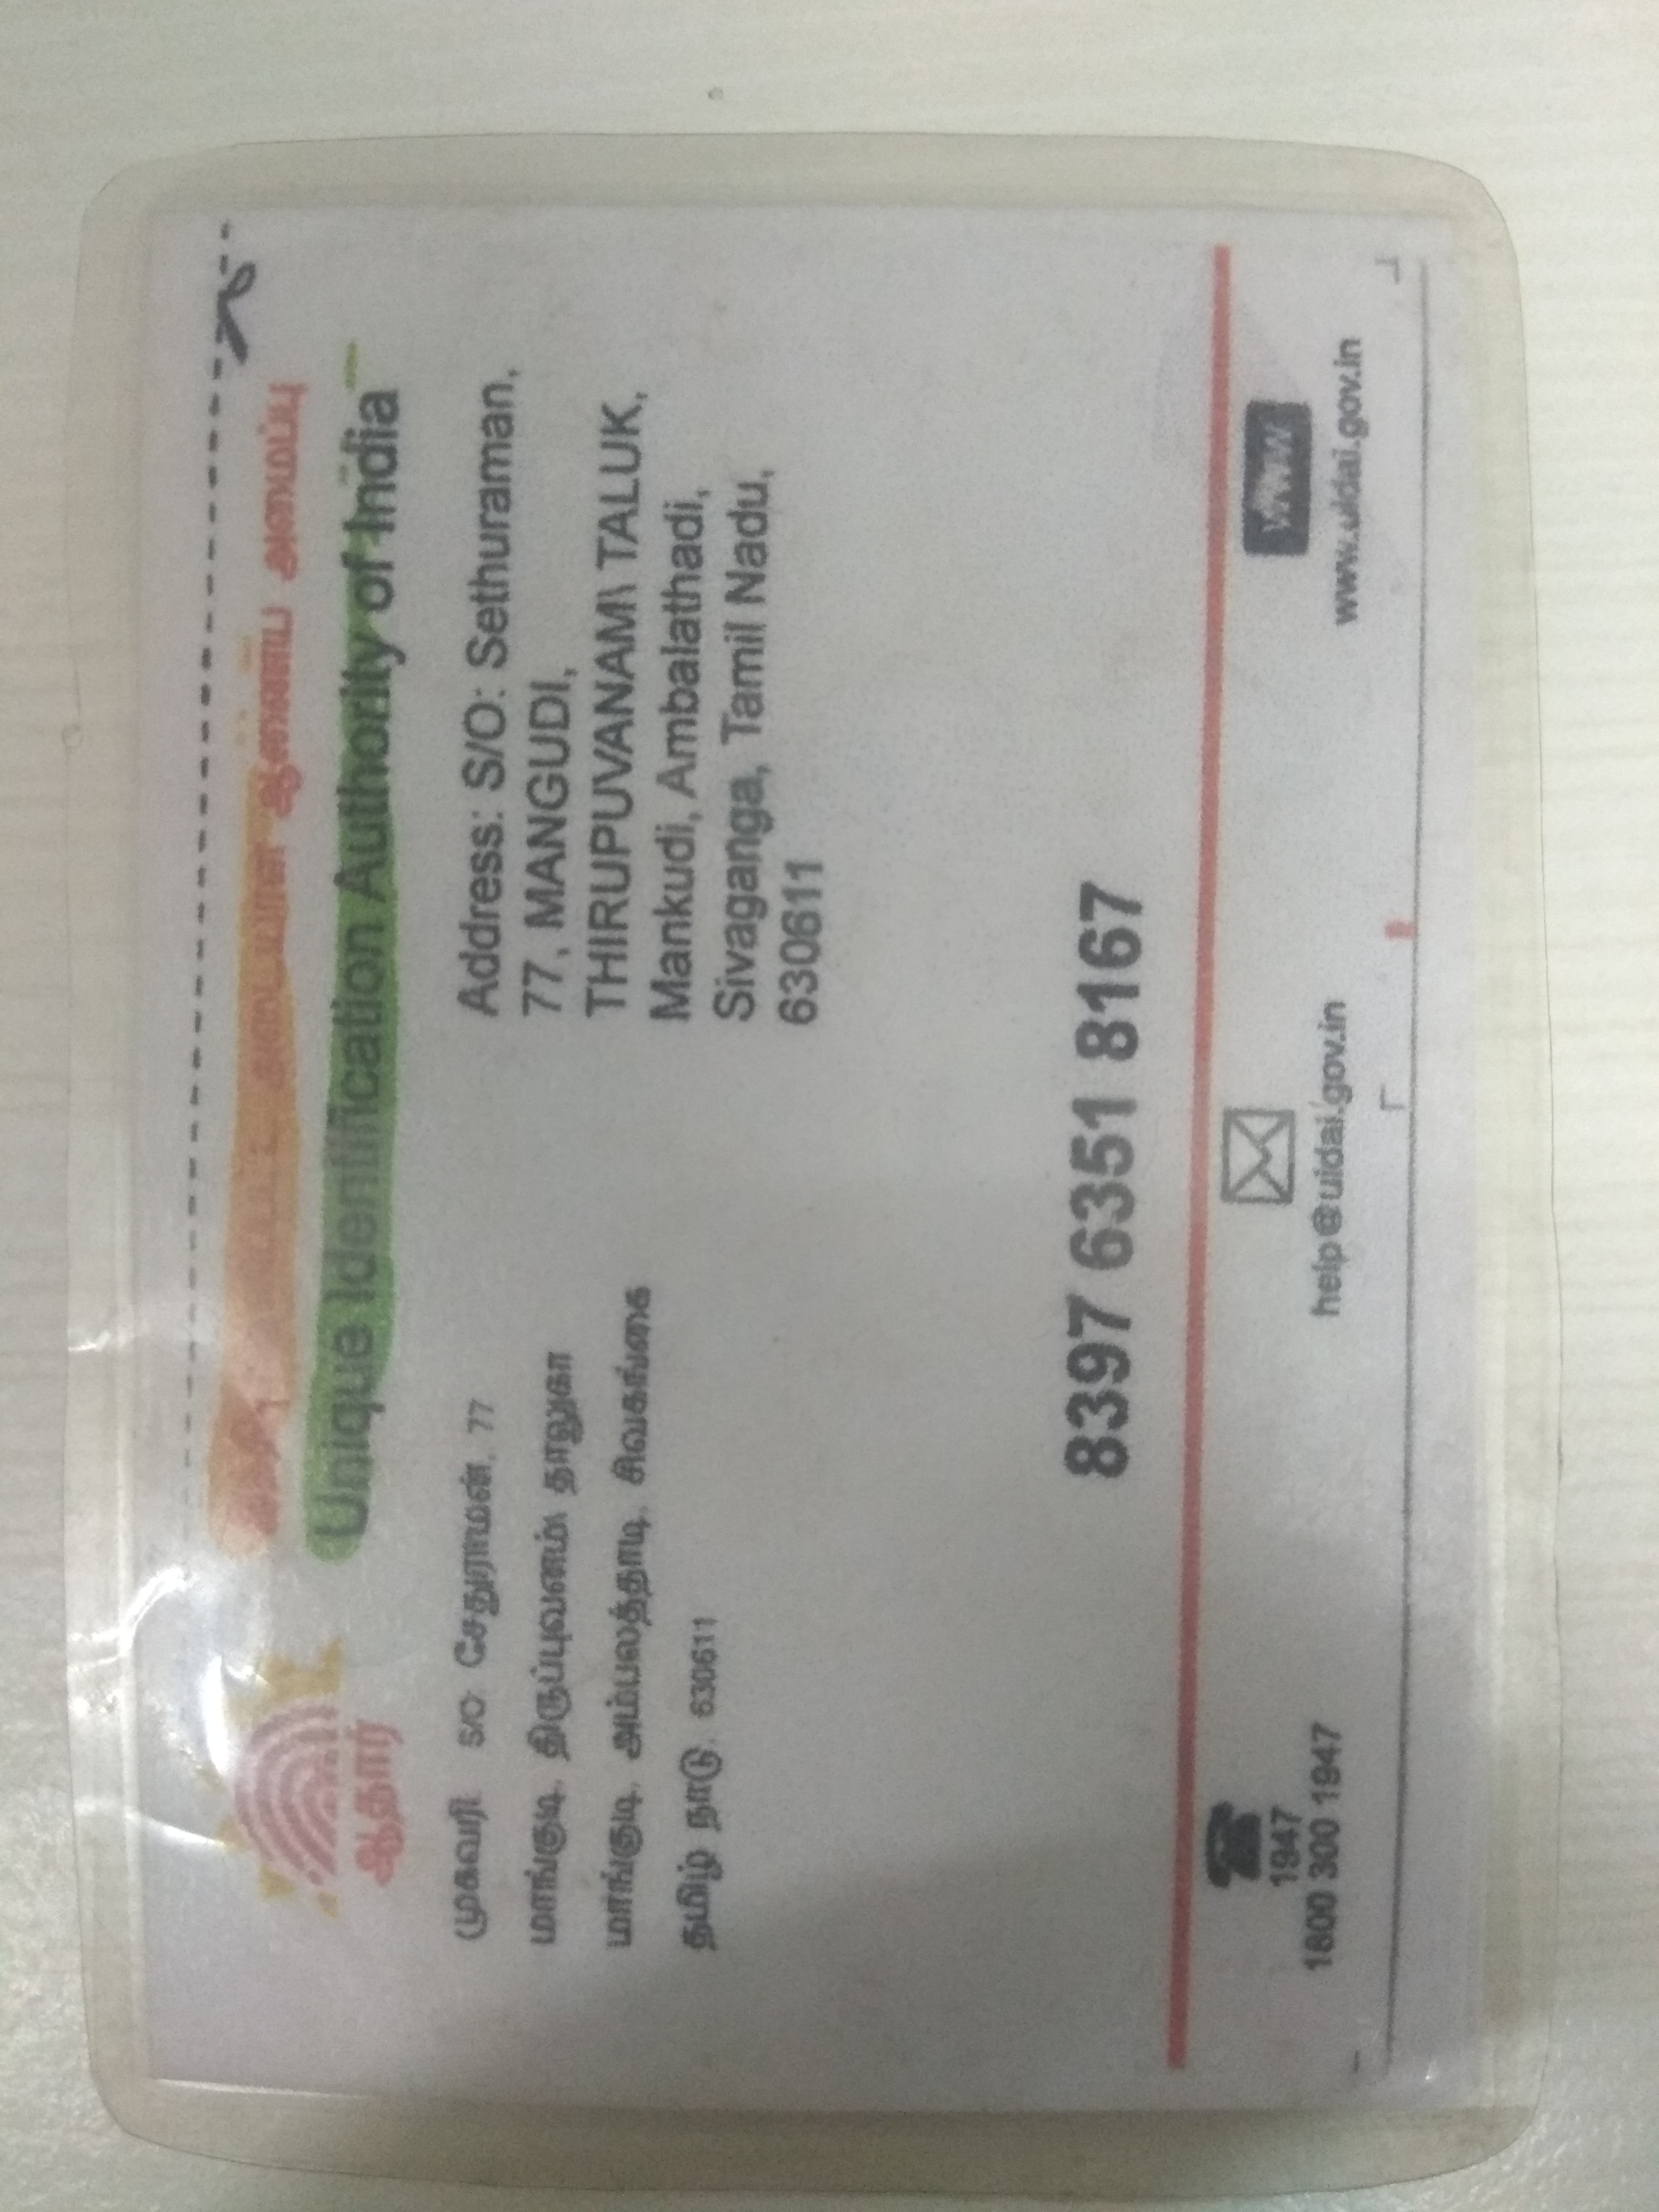 ஆணைய அமைப்பு
Unique Identification Authority of India
ஆதார்
முகவரி S/O சேதுராமன், 77
மாங்குடி, திருப்புவனம்\ தாலுகா
மாங்குடி, அம்பலத்தாடி, சிவகங்கை
தமிழ் நாடு, 630611
Address: S/O: Sethuraman,
77, MANGUDI,
THIRUPUVANAM\ TALUK,
Mankudi, Ambalathadi,
Sivaganga, Tamil Nadu,
630611
8397 6351 8167
1947
1800 300 1947
help@uidai.gov.in
WWW
www.uidai.gov.in